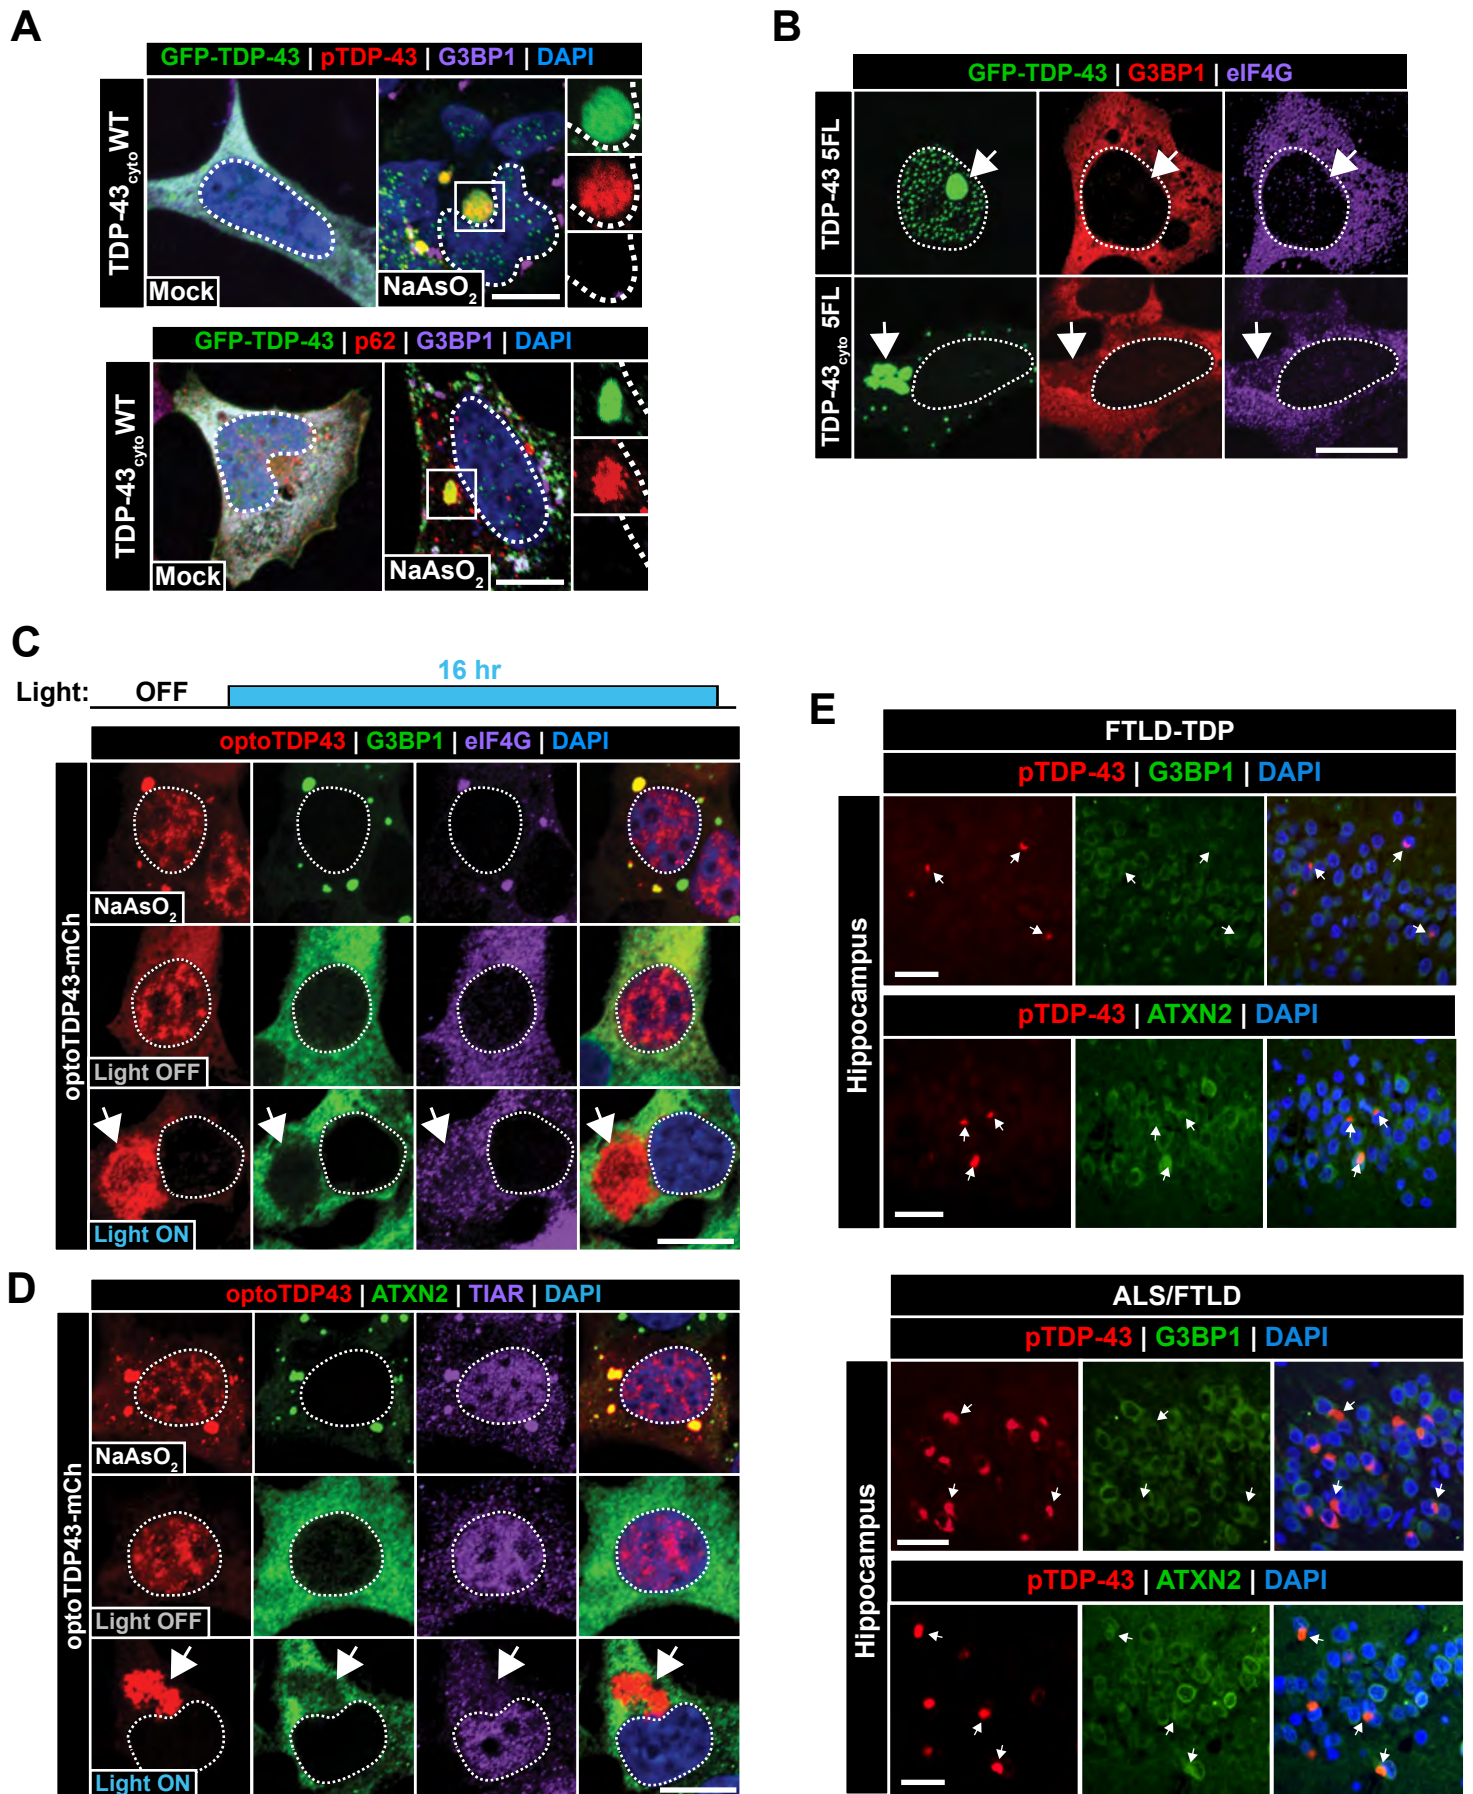 A
GFP-TDP-43 | pTDP-43 | G3BP1 | DAPI
TDP-43cyto WT
Mock
NaAsO2
GFP-TDP-43 | p62 | G3BP1 | DAPI
TDP-43cyto WT
Mock
NaAsO2
B
GFP-TDP-43 | G3BP1 | eIF4G
TDP-43 5FL
TDP-43cyto 5FL
C
16 hr
Light: OFF
optoTDP43 | G3BP1 | eIF4G | DAPI
optoTDP43-mCh
NaAsO2
Light OFF
Light ON
D
optoTDP43 | ATXN2 | TIAR | DAPI
optoTDP43-mCh
NaAsO2
Light OFF
Light ON
E
FTLD-TDP
pTDP-43 | G3BP1 | DAPI
Hippocampus
pTDP-43 | ATXN2 | DAPI
ALS/FTLD
pTDP-43 | G3BP1 | DAPI
Hippocampus
pTDP-43 | ATXN2 | DAPI